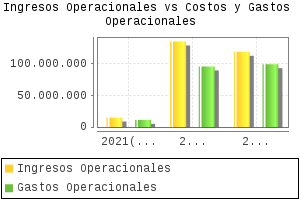 Ingresos Operacionales vs Costos y Gastos
Operacionales
100.000.000
50.000.000
0
2021(... 2... 2...
Ingresos Operacionales
Gastos Operacionales